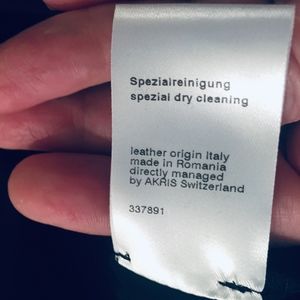 Spezialreinigung
spezial dry cleaning
leather origin Italy
made in Romania
directly managed
by AKRIS Switzerland
337891